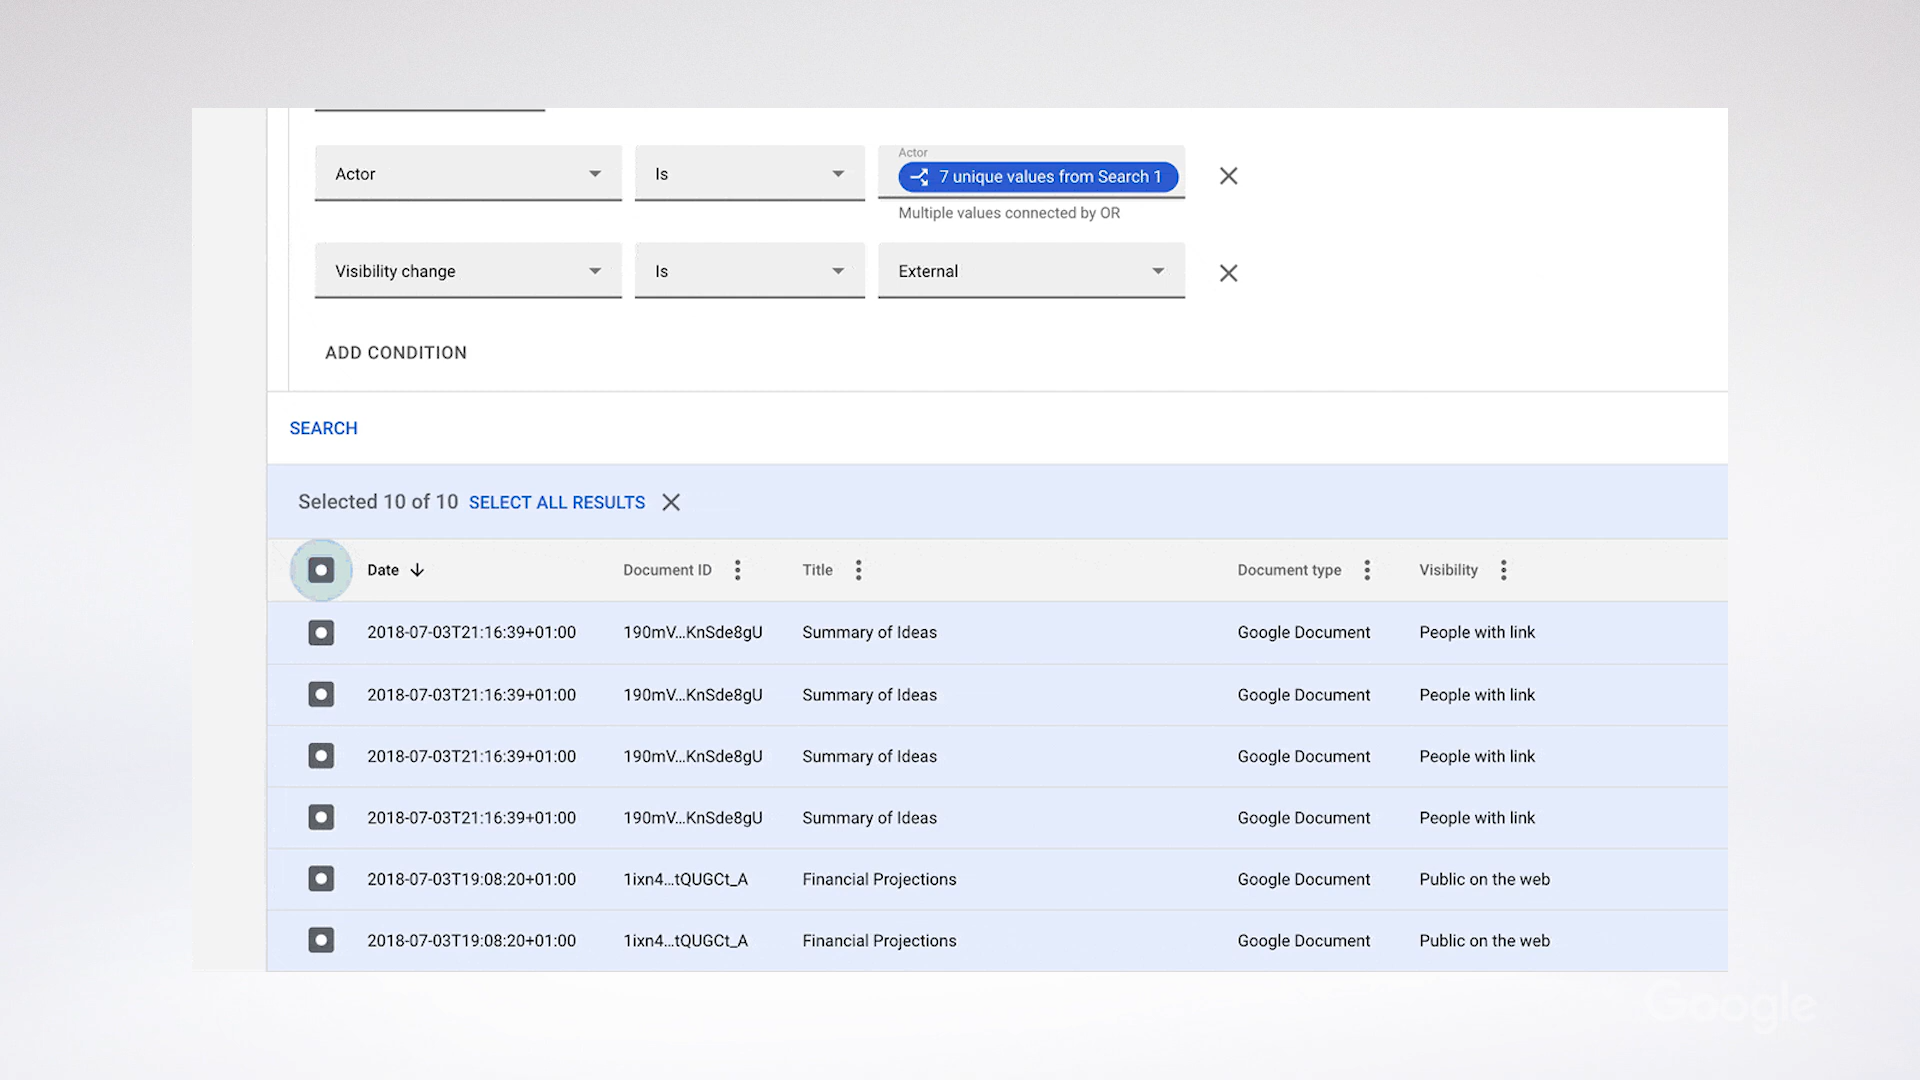 Actor
Actor Is 7 unique values from Search 1
Multiple values connected by OR
Visibility change Is External
ADD CONDITION
SEARCH
Selected 10 of 10 SELECT ALL RESULTS
Date Document ID Title Document type Visibility
2018-07-03T21:16:39+01:00 190mV...KnSde8gU Summary of Ideas Google Document People with link
2018-07-03T21:16:39+01:00 190mV...KnSde8gU Summary of Ideas Google Document People with link
2018-07-03T21:16:39+01:00 190mV...KnSde8gU Summary of Ideas Google Document People with link
2018-07-03T21:16:39+01:00 190mV...KnSde8gU Summary of Ideas Google Document People with link
2018-07-03T19:08:20+01:00 1ixn4...tQUGCt_A Financial Projections Google Document Public on the web
2018-07-03T19:08:20+01:00 1ixn4...tQUGCt_A Financial Projections Google Document Public on the web
Google